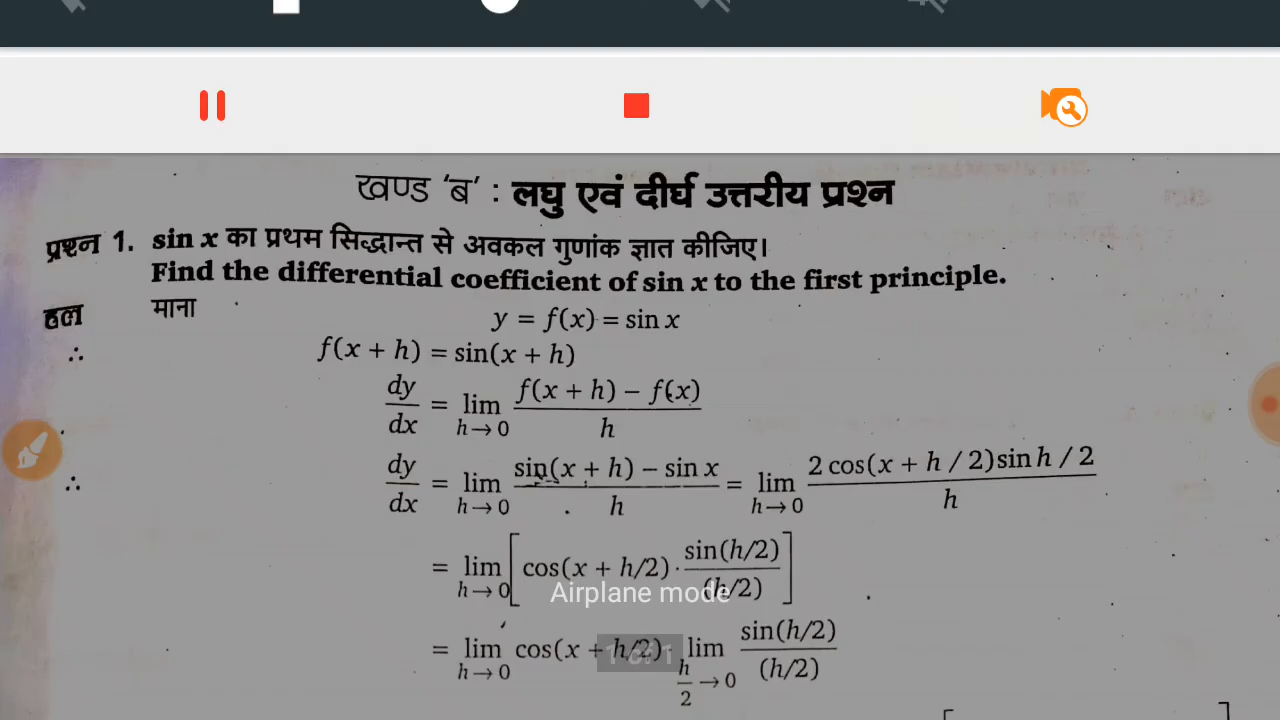 खण्ड 'ब' : लघु एवं दीर्घ उत्तरीय प्रश्न
प्रश्न 1. sin x का प्रथम सिद्धान्त से अवकल गुणांक ज्ञात कीजिए।
Find the differential coefficient of sin x to the first principle.
हल माना y = f(x) = sin x
∴ f(x + h) = sin(x + h)
dy/dx = lim h→0 f(x + h) − f(x) / h
∴ dy/dx = lim h→0 sin(x + h) − sin x / h = lim h→0 2 cos(x + h / 2)sin h / 2 / h
= lim h→0 [cos(x + h/2) · sin(h/2) / (h/2)]
Airplane mode
= lim h→0 cos(x + h/2) lim h/2→0 sin(h/2) / (h/2)
1 of 1